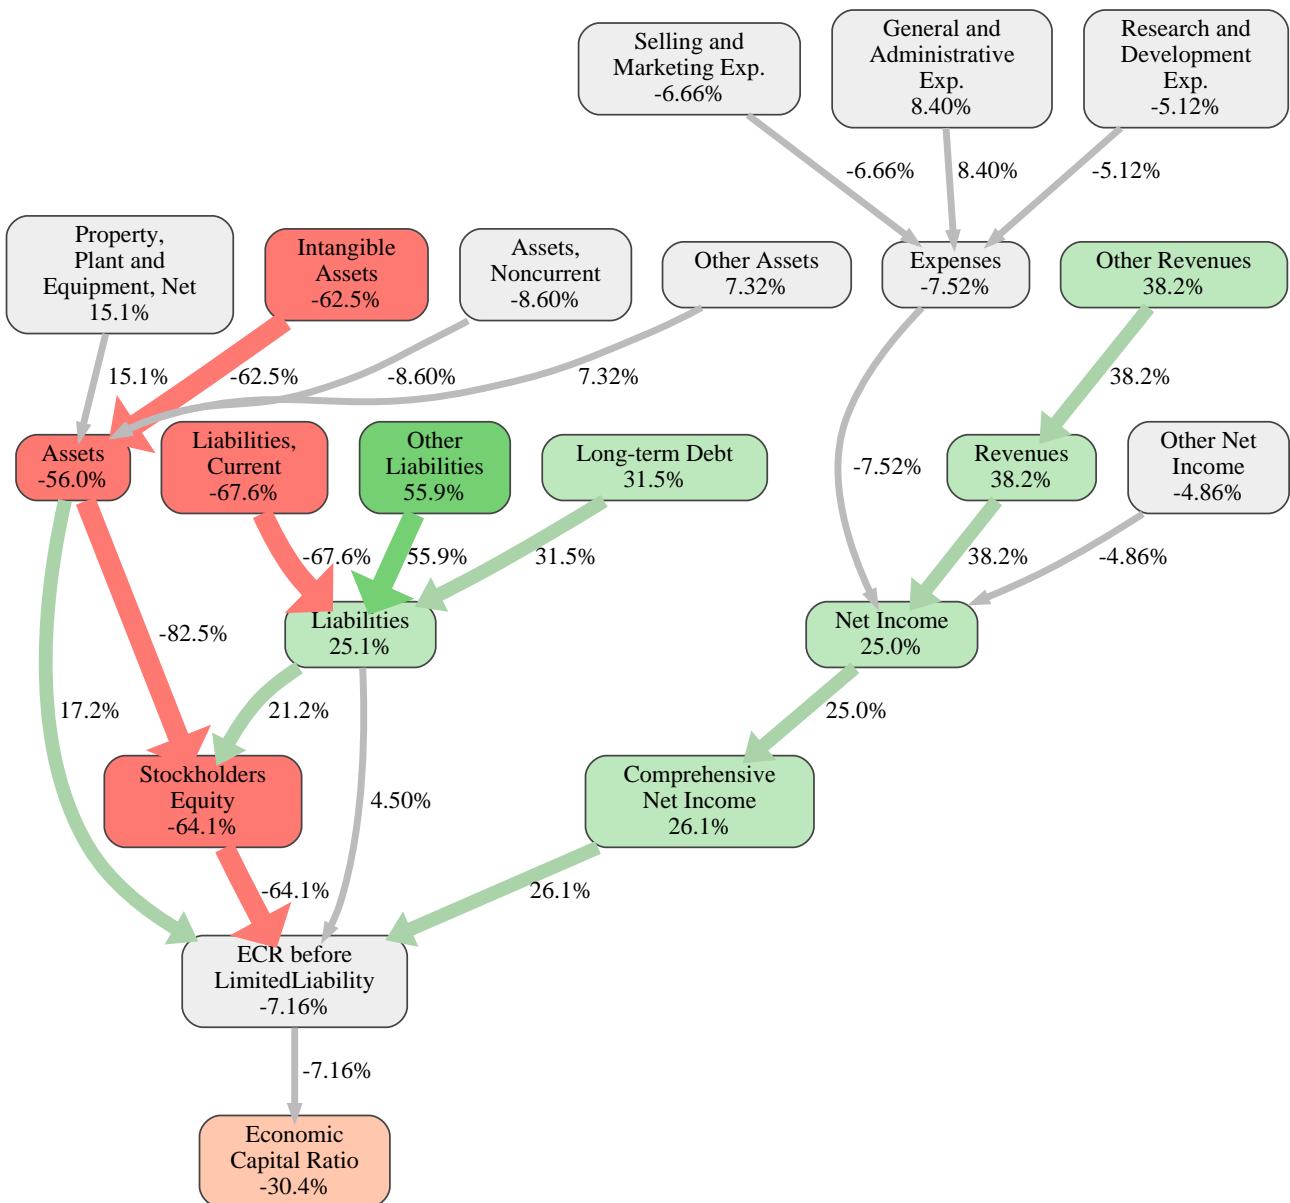 Selling and
Marketing Exp.
-6.66%
General and
Administrative
Exp.
8.40%
Research and
Development
Exp.
-5.12%
-6.66%
8.40%
-5.12%
Property,
Plant and
Equipment, Net
15.1%
Intangible
Assets
-62.5%
Assets,
Noncurrent
-8.60%
Other Assets
7.32%
Expenses
-7.52%
Other Revenues
38.2%
15.1%
-62.5%
-8.60%
7.32%
38.2%
Assets
-56.0%
Liabilities,
Current
-67.6%
Other
Liabilities
55.9%
Long-term Debt
31.5%
-7.52%
Revenues
38.2%
Other Net
Income
-4.86%
-67.6%
55.9%
31.5%
38.2%
-4.86%
Liabilities
25.1%
Net Income
25.0%
-82.5%
17.2%
21.2%
25.0%
Stockholders
Equity
-64.1%
4.50%
Comprehensive
Net Income
26.1%
-64.1%
26.1%
ECR before
LimitedLiability
-7.16%
-7.16%
Economic
Capital Ratio
-30.4%